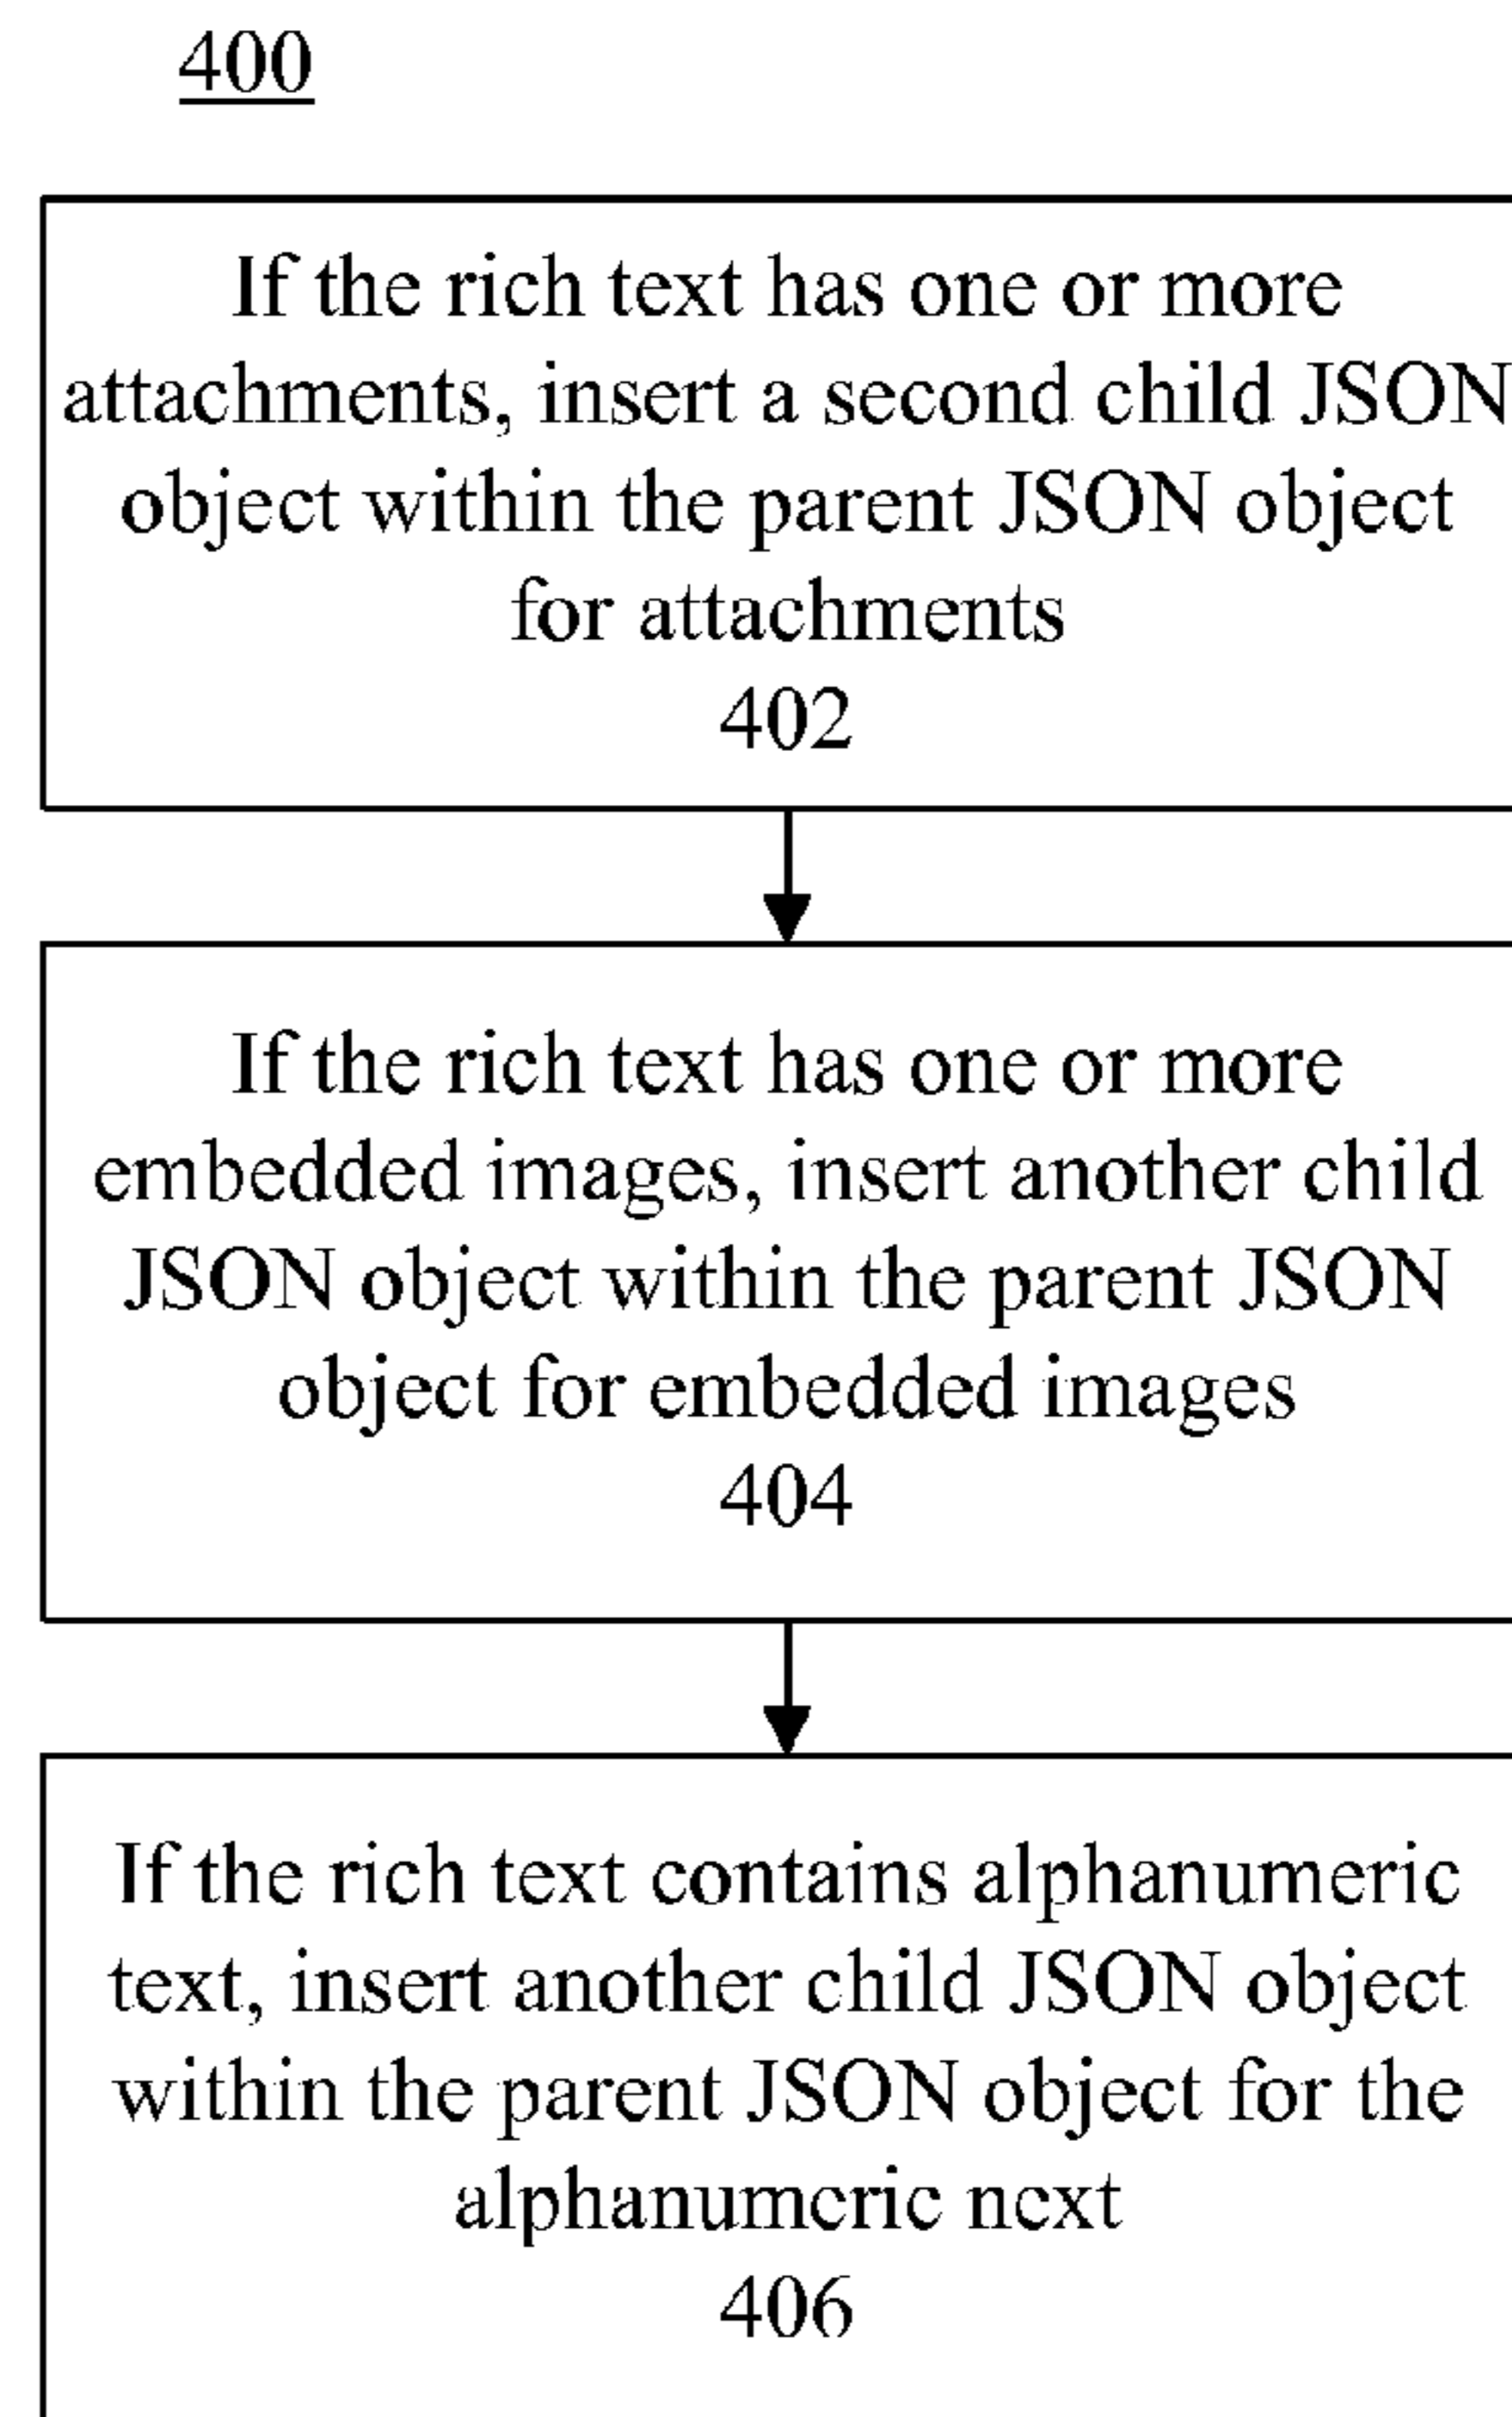 400
If the rich text has one or more
attachments, insert a second child JSON
object within the parent JSON object
for attachments
402
If the rich text has one or more
embedded images, insert another child
JSON object within the parent JSON
object for embedded images
404
If the rich text contains alphanumeric
text, insert another child JSON object
within the parent JSON object for the
alphanumeric next
406